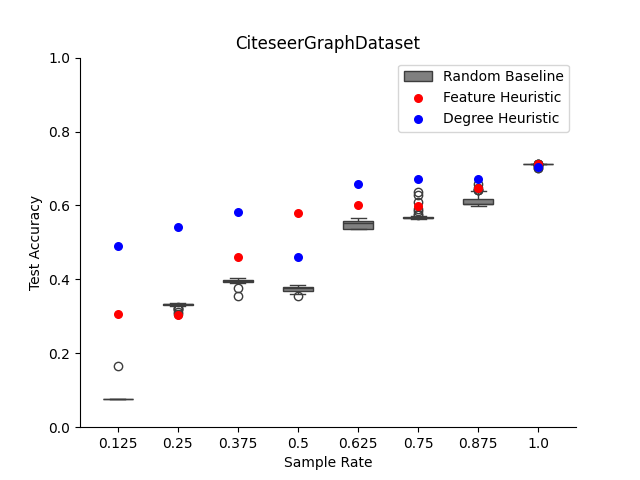 CiteseerGraphDataset
Random Baseline
Feature Heuristic
Degree Heuristic
Test Accuracy
1.0
0.8
0.6
0.4
0.2
0.0
0.125 0.25 0.375 0.5 0.625 0.75 0.875 1.0
Sample Rate